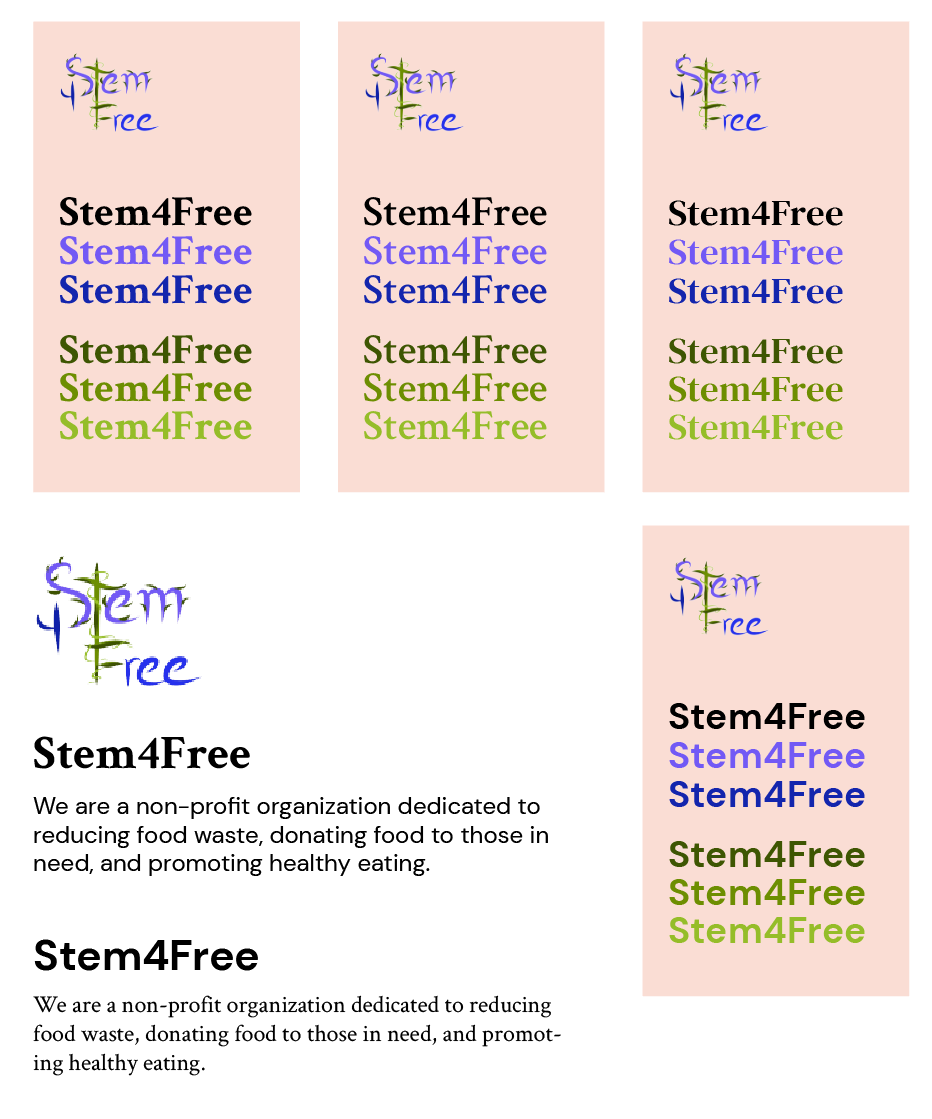 Stem
4
Free
Stem4Free
Stem4Free
Stem4Free
Stem4Free
Stem4Free
Stem4Free
Stem
4
Free
Stem4Free
Stem4Free
Stem4Free
Stem4Free
Stem4Free
Stem4Free
Stem
4
Free
Stem4Free
Stem4Free
Stem4Free
Stem4Free
Stem4Free
Stem4Free
Stem
4
Free
Stem4Free
We are a non-profit organization dedicated to
reducing food waste, donating food to those in
need, and promoting healthy eating.
Stem4Free
We are a non-profit organization dedicated to reducing
food waste, donating food to those in need, and promot-
ing healthy eating.
Stem
4
Free
Stem4Free
Stem4Free
Stem4Free
Stem4Free
Stem4Free
Stem4Free